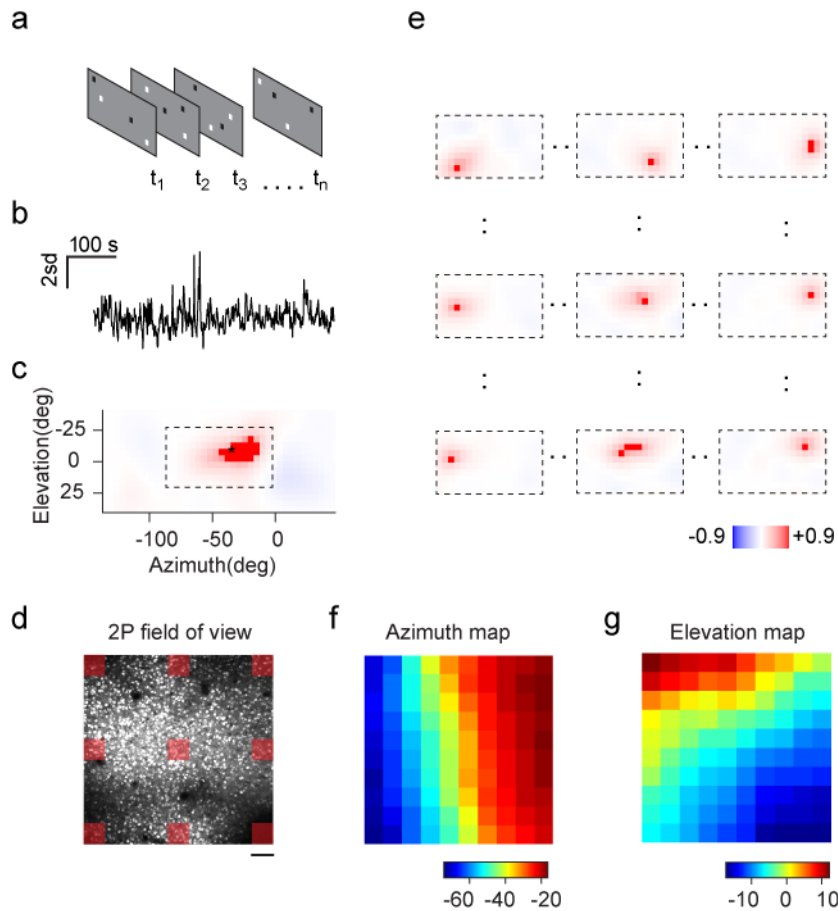 a
t1 t2 t3 .... tn
b
100 s
2sd
c
Elevation(deg)
-25
0
25
-100 -50 0
Azimuth(deg)
d
2P field of view
e
-0.9 +0.9
f
Azimuth map
-60 -40 -20
g
Elevation map
-10 0 10